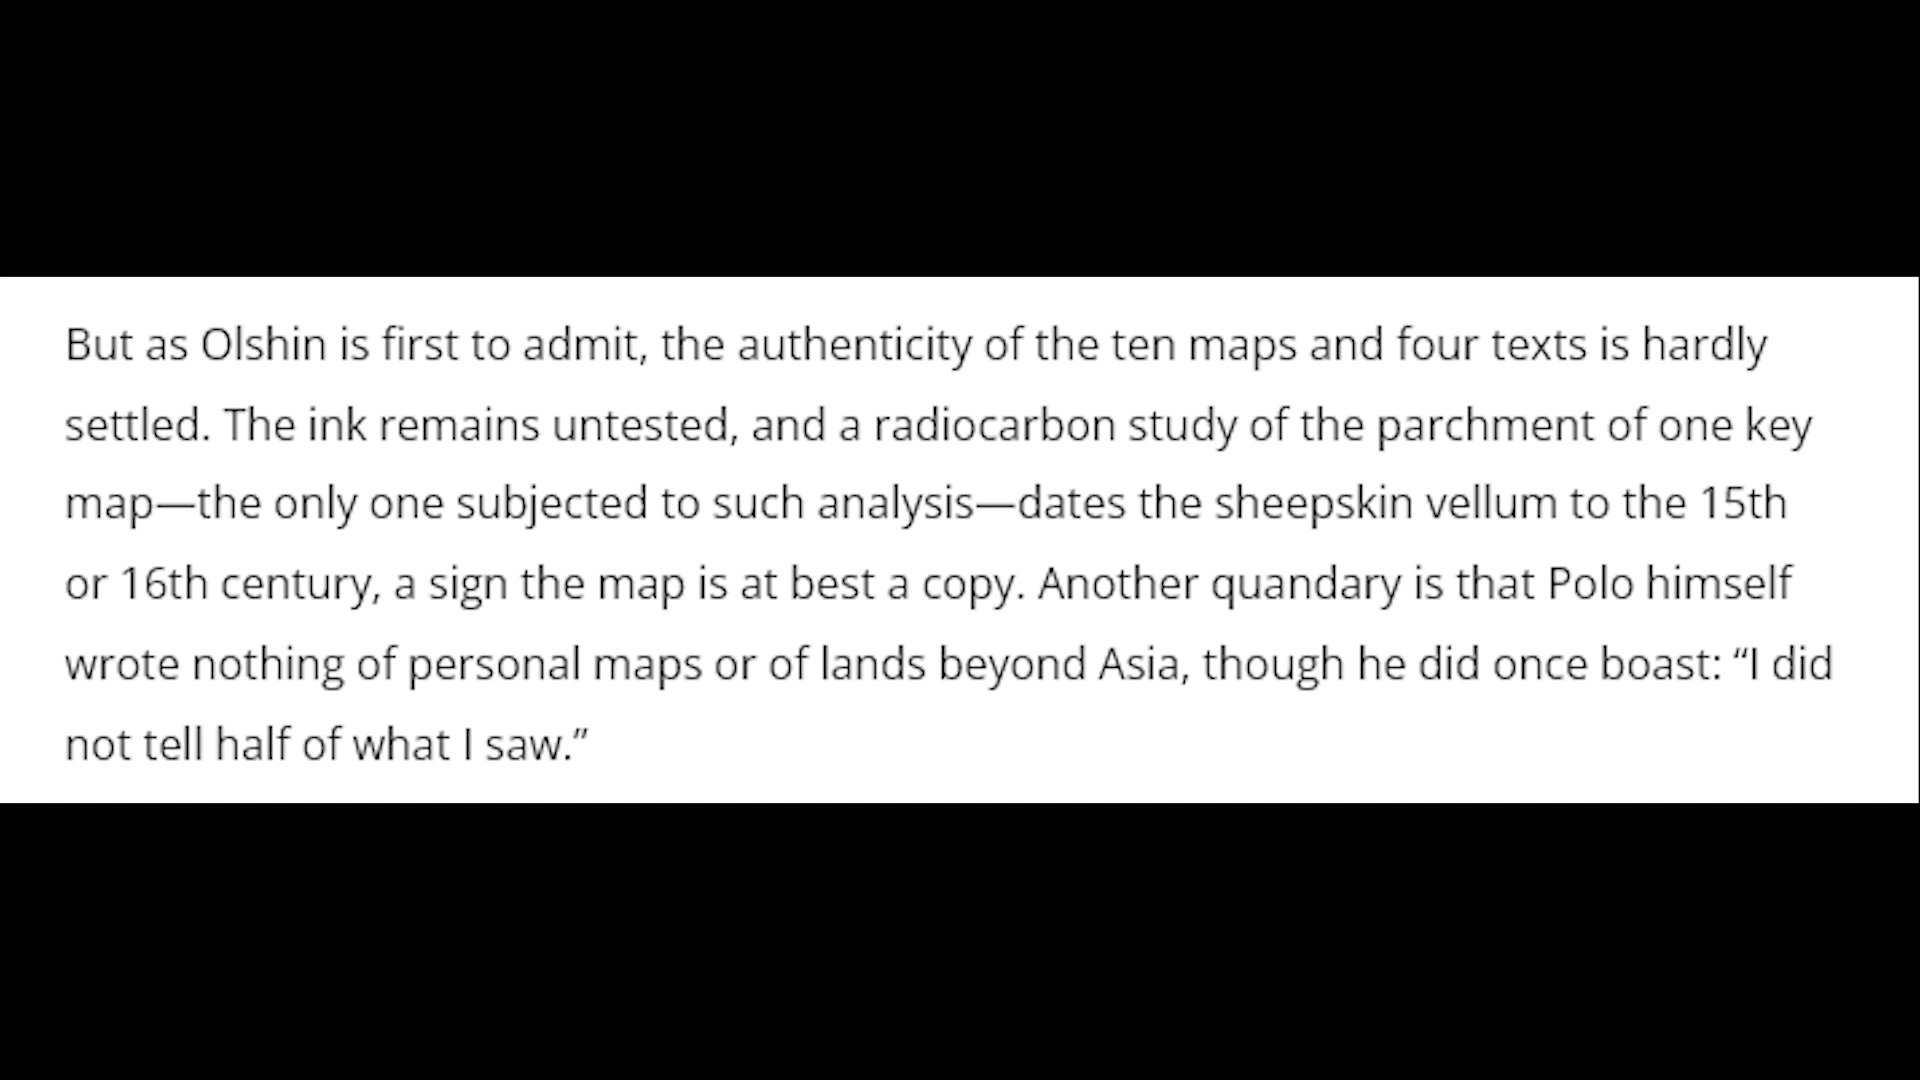 But as Olshin is first to admit, the authenticity of the ten maps and four texts is hardly
settled. The ink remains untested, and a radiocarbon study of the parchment of one key
map—the only one subjected to such analysis—dates the sheepskin vellum to the 15th
or 16th century, a sign the map is at best a copy. Another quandary is that Polo himself
wrote nothing of personal maps or of lands beyond Asia, though he did once boast: “I did
not tell half of what I saw.”